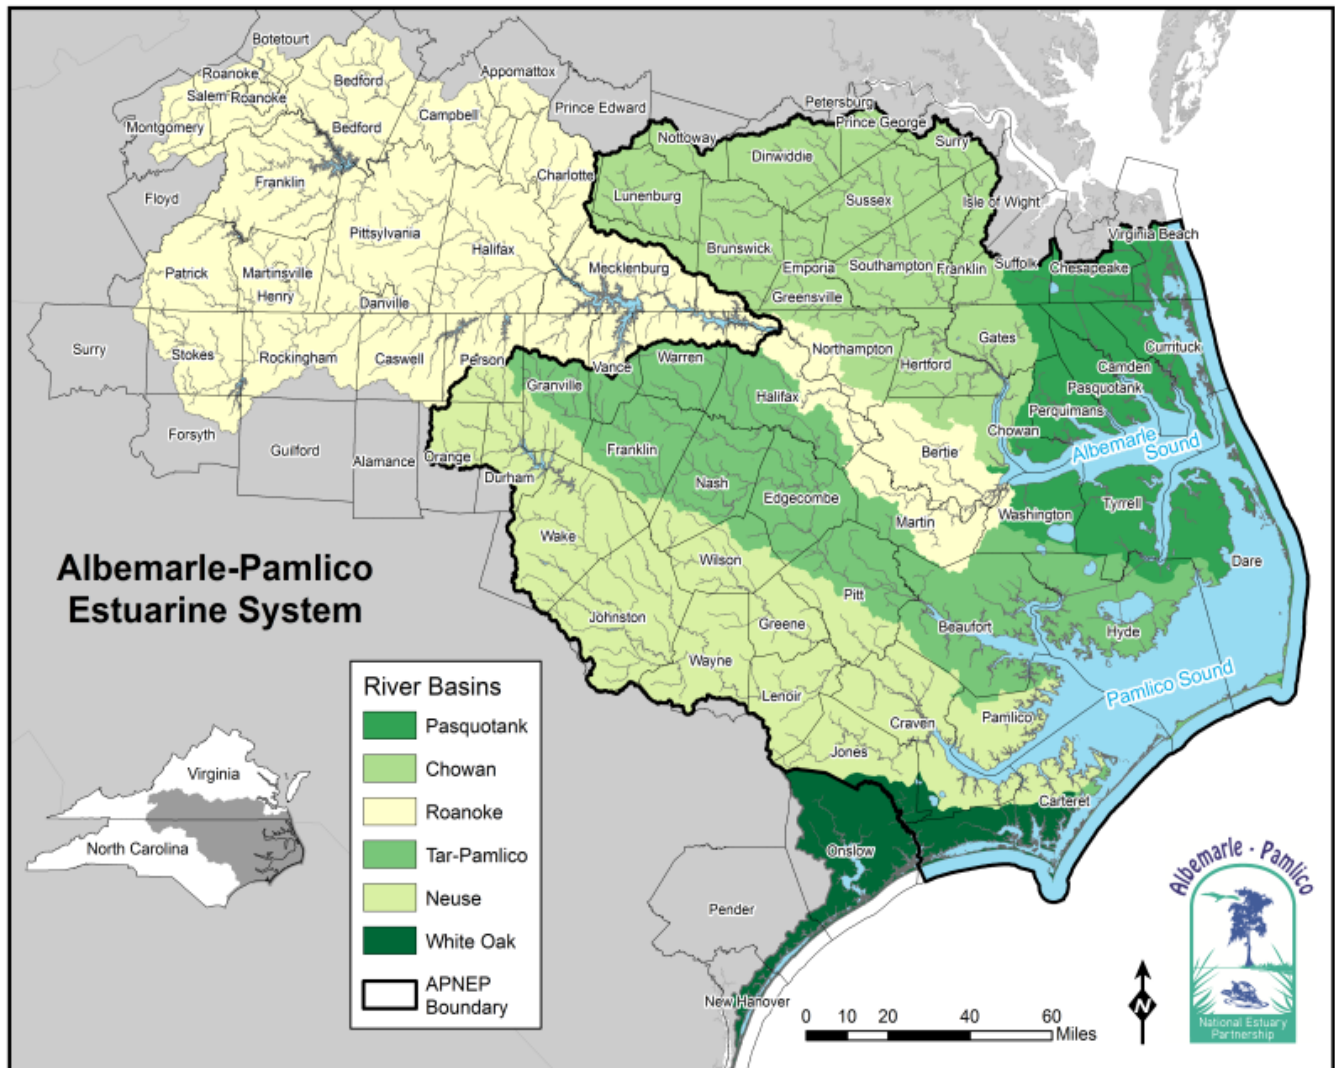 Botetourt
Roanoke
Bedford
Appomattox
Salem
Roanoke
Campbell
Prince Edward
Petersburg
Montgomery
Bedford
Nottoway
Prince George
Surry
Dinwiddie
Floyd
Franklin
Charlotte
Lunenburg
Sussex
Isle of Wight
Pittsylvania
Halifax
Brunswick
Virginia Beach
Patrick
Martinsville
Mecklenburg
Emporia
Southampton
Franklin
Suffolk
Chesapeake
Henry
Danville
Greensville
Surry
Stokes
Rockingham
Caswell
Person
Vance
Warren
Northampton
Gates
Currituck
Granville
Hertford
Camden
Halifax
Pasquotank
Perquimans
Forsyth
Guilford
Alamance
Orange
Franklin
Bertie
Chowan
Albemarle
Sound
Durham
Nash
Edgecombe
Martin
Washington
Tyrrell
Wake
Wilson
Dare
Albemarle-Pamlico
Estuarine System
Pitt
Johnston
Greene
Beaufort
Hyde
Wayne
Lenoir
Pamlico Sound
Craven
Pamlico
Jones
Carteret
Onslow
Pender
New Hanover
River Basins
Pasquotank
Chowan
Roanoke
Tar-Pamlico
Neuse
White Oak
APNEP
Boundary
Virginia
North Carolina
0 10 20 40 60
Miles
N
Albemarle - Pamlico
National Estuary
Partnership